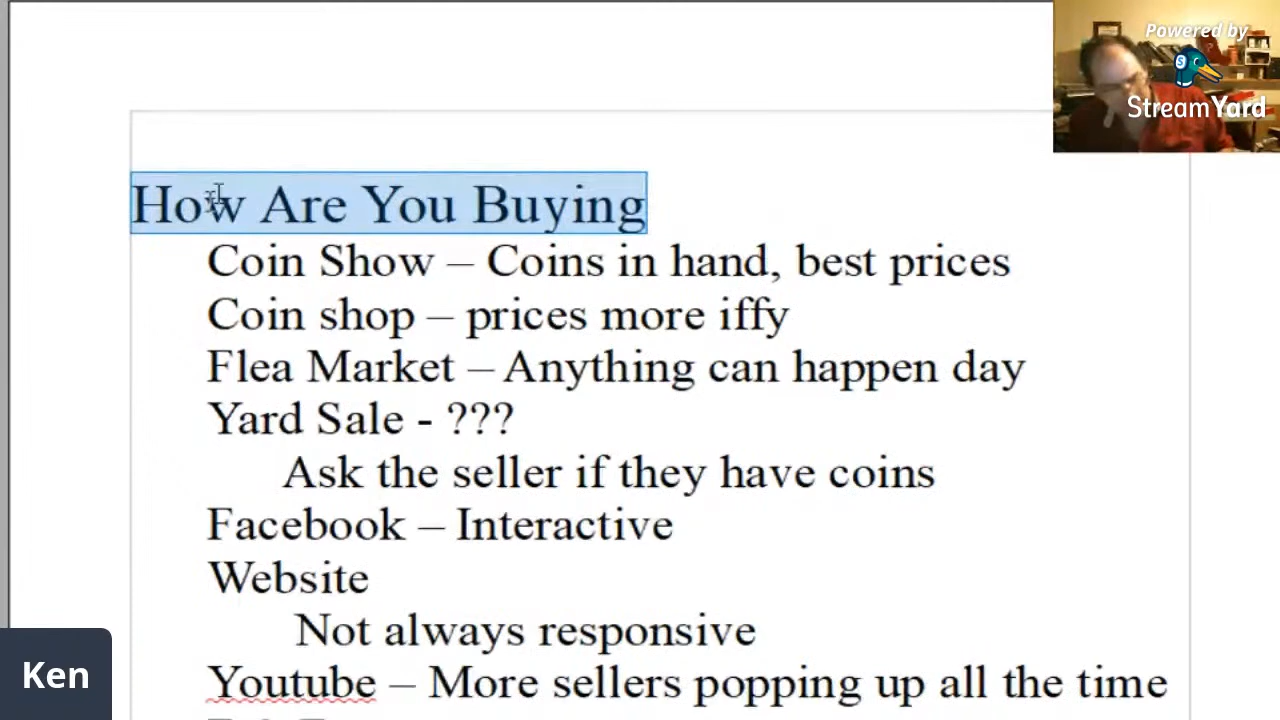 Powered by
StreamYard
How Are You Buying
Coin Show – Coins in hand, best prices
Coin shop – prices more iffy
Flea Market – Anything can happen day
Yard Sale - ???
Ask the seller if they have coins
Facebook – Interactive
Website
Not always responsive
Youtube – More sellers popping up all the time
Ken